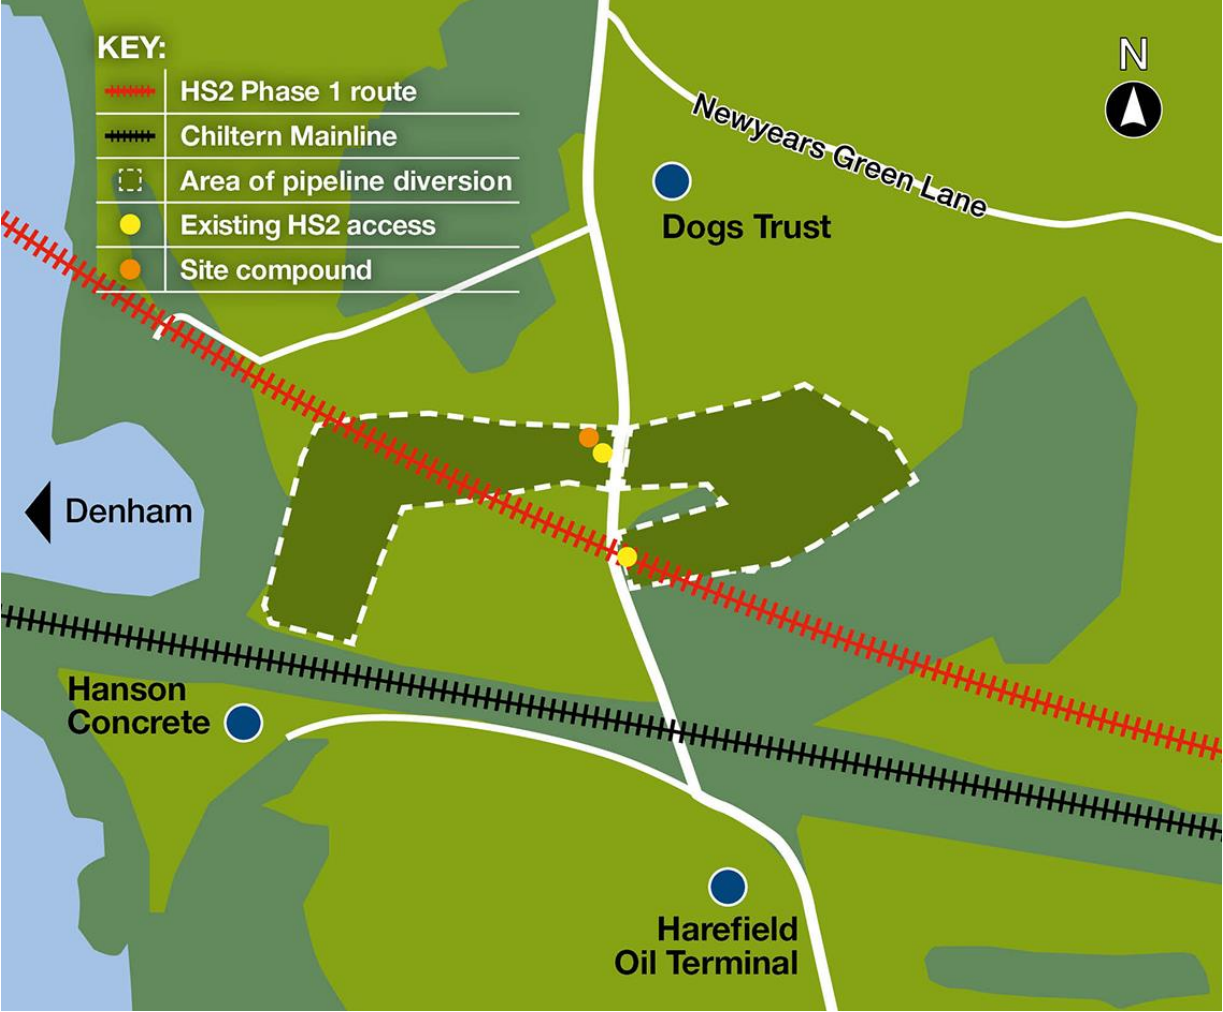 KEY:
HS2 Phase 1 route
Chiltern Mainline
Area of pipeline diversion
Existing HS2 access
Site compound
N
Newyears Green Lane
Dogs Trust
Denham
Hanson
Concrete
Harefield
Oil Terminal